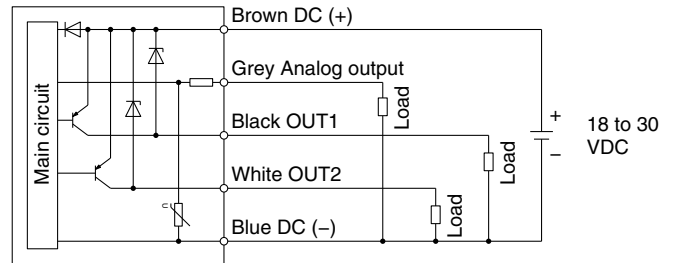 Brown DC (+)
Grey Analog output
Main circuit
Load
Black OUT1
+
18 to 30
VDC
−
Load
White OUT2
Load
U
Blue DC (−)